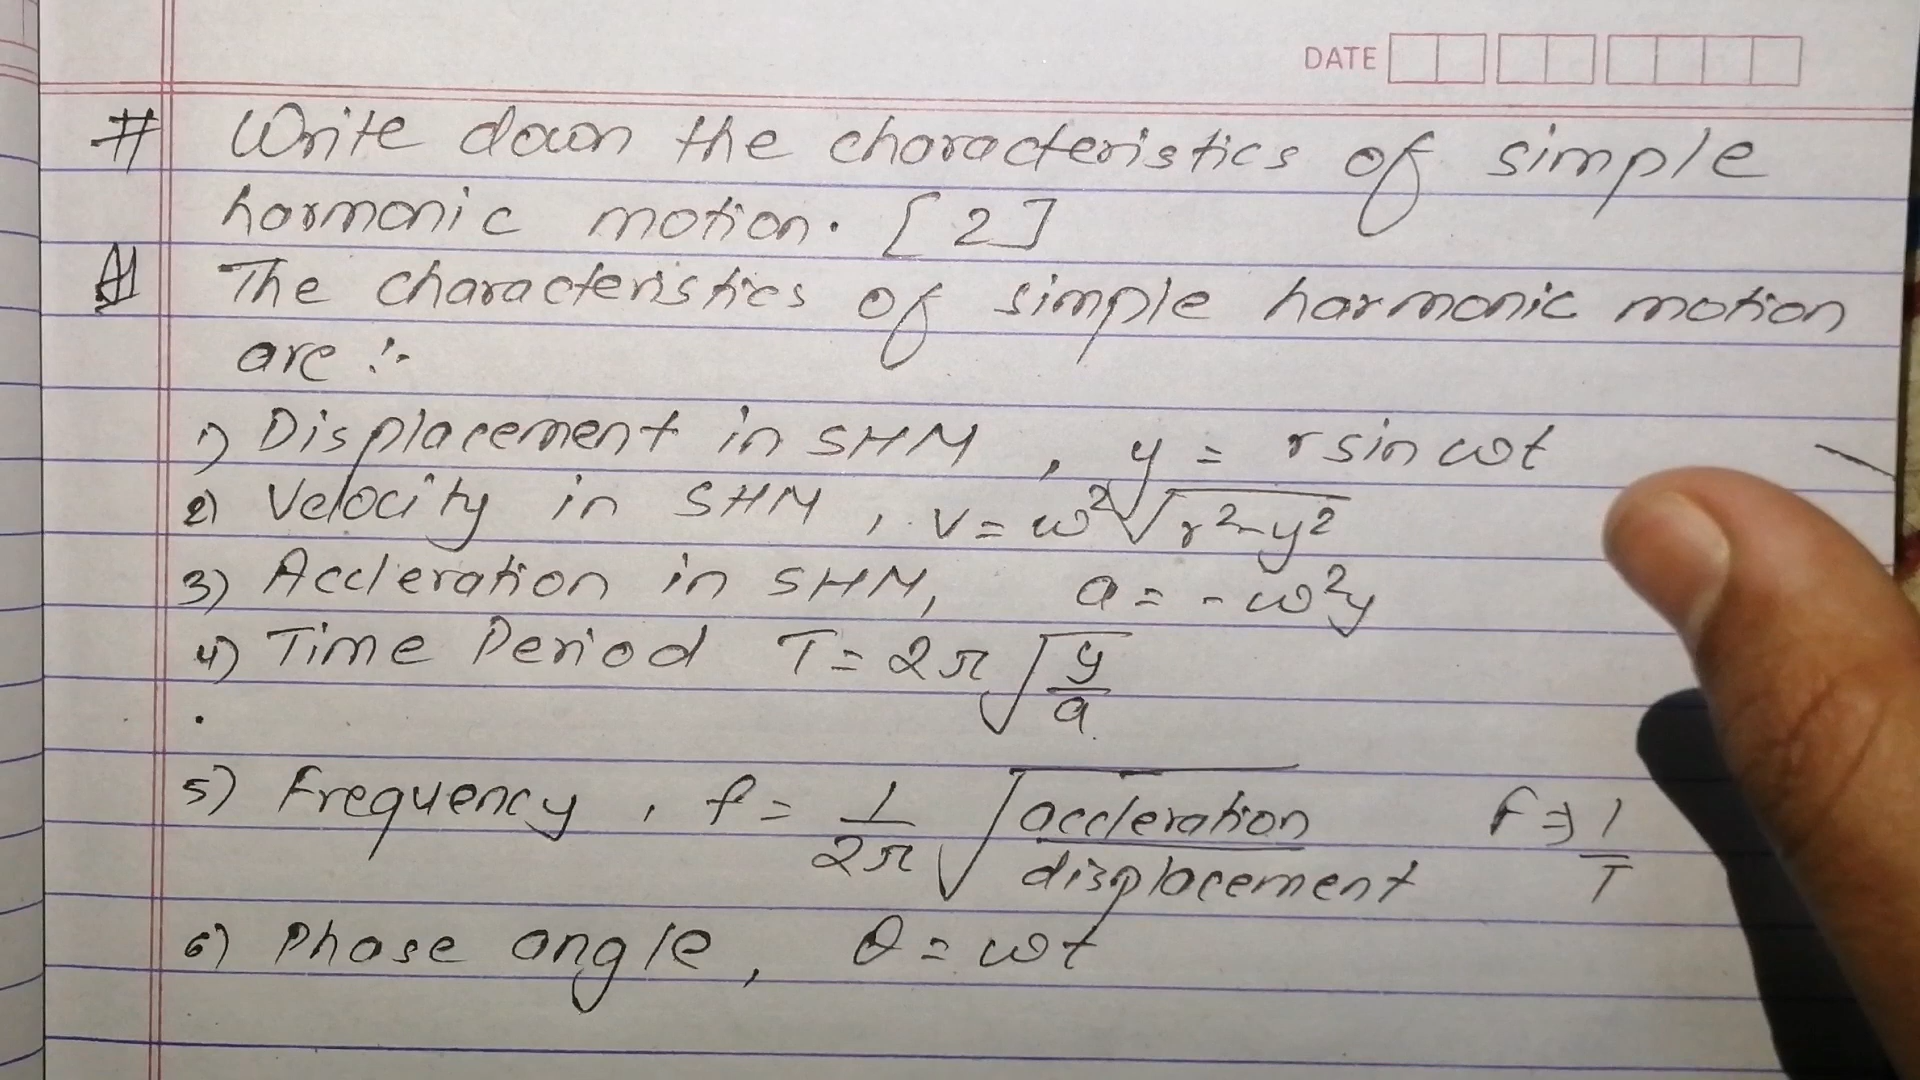 DATE
# Write down the characteristics of simple
harmonic motion. [2]
The characteristics of simple harmonic motion
are :-
1) Displacement in SHM, y = r sin ωt
2) Velocity in SHM, v = ω²√(r²-y²)
3) Accleration in SHM, a = -ω²y
4) Time Period T = 2π√(y/a)
5) Frequency, f = 1/2π √(accleration/displacement) f ⇒ 1/T
6) Phase angle, θ = ωt